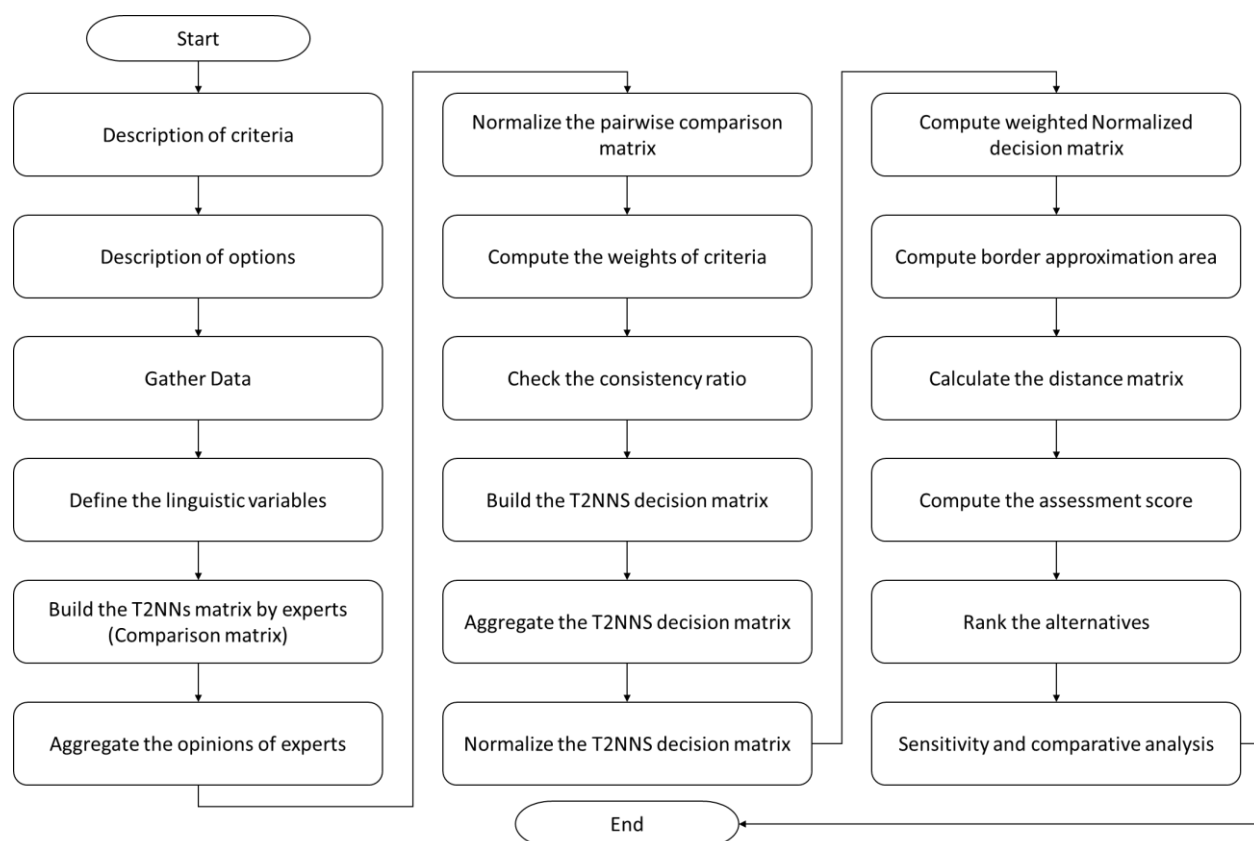 Start
Description of criteria
Description of options
Gather Data
Define the linguistic variables
Build the T2NNs matrix by experts
(Comparison matrix)
Aggregate the opinions of experts
Normalize the pairwise comparison
matrix
Compute the weights of criteria
Check the consistency ratio
Build the T2NNS decision matrix
Aggregate the T2NNS decision matrix
Normalize the T2NNS decision matrix
Compute weighted Normalized
decision matrix
Compute border approximation area
Calculate the distance matrix
Compute the assessment score
Rank the alternatives
Sensitivity and comparative analysis
End